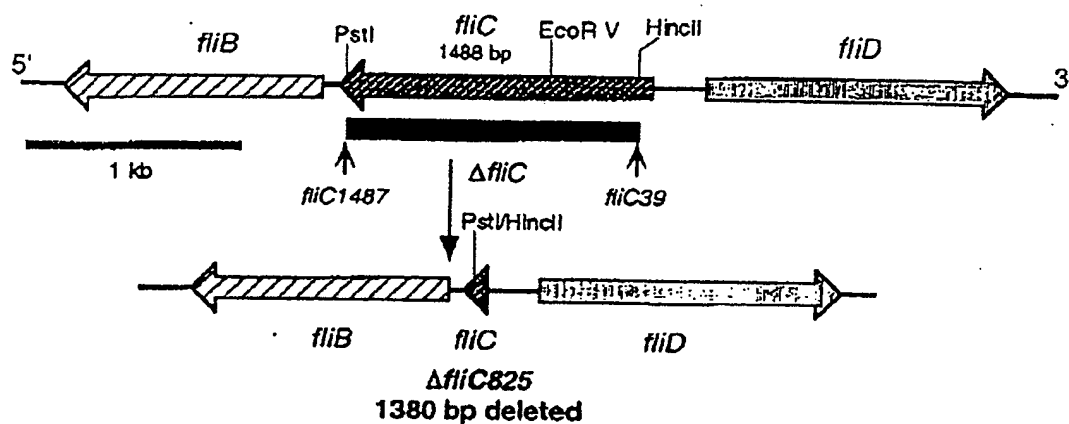 fliB
PstI
fliC
1488 bp
EcoR V
HincII
fliD
5'
3
1 kb
fliC1487
ΔfliC
fliC39
PstI/HincII
fliB
fliC
fliD
ΔfliC825
1380 bp deleted